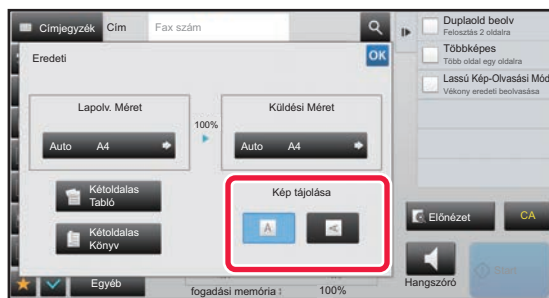 Címjegyzék
Cím
Fax szám
Eredeti
OK
Lapolv. Méret
100%
Küldési Méret
Auto A4
Auto A4
Kétoldalas
Tabló
Kétoldalas
Könyv
Kép tájolása
A
A
Egyéb
fogadási memória :
100%
Duplaold beolv
Felosztás 2 oldalra
Többképes
Több oldal egy oldalra
Lassú Kép-Olvasási Mód
Vékony eredeti beolvasása
Előnézet
CA
Hangszóró
Start